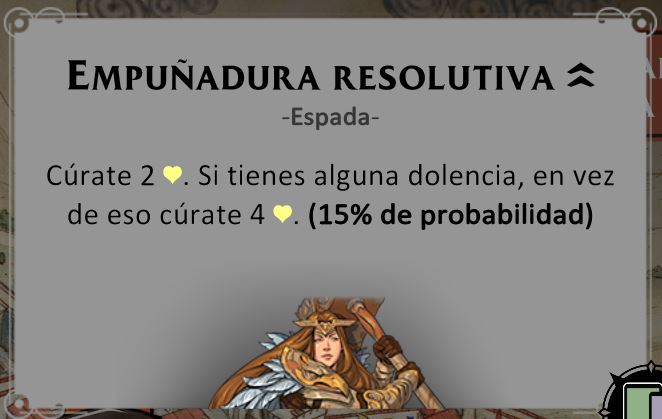 Empuñadura resolutiva
-Espada-
Cúrate 2 . Si tienes alguna dolencia, en vez
de eso cúrate 4 . (15% de probabilidad)